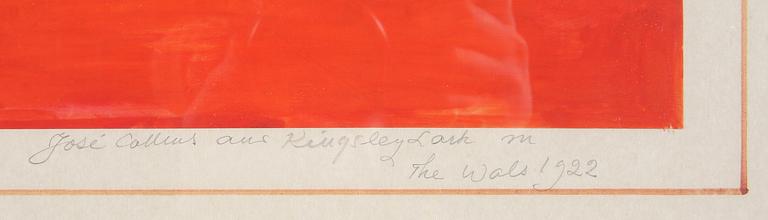 José Collins and Kingsley Lark in
The Wals 1922